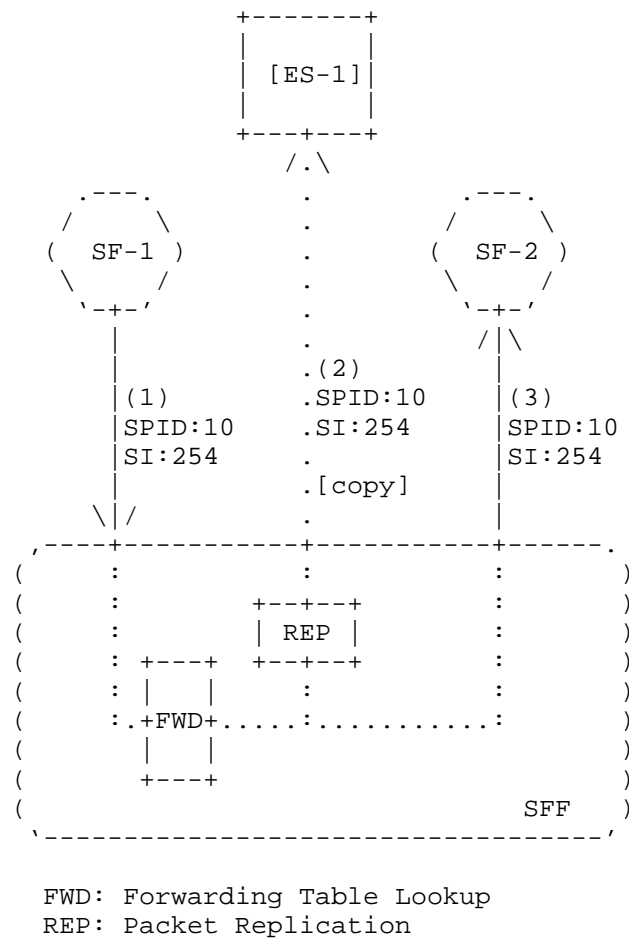 [ES-1]
SF-1 SF-2
(2)
(1) .SPID:10 (3)
SPID:10 .SI:254 SPID:10
SI:254 . SI:254
.[copy]
REP
FWD
SFF
FWD: Forwarding Table Lookup
REP: Packet Replication